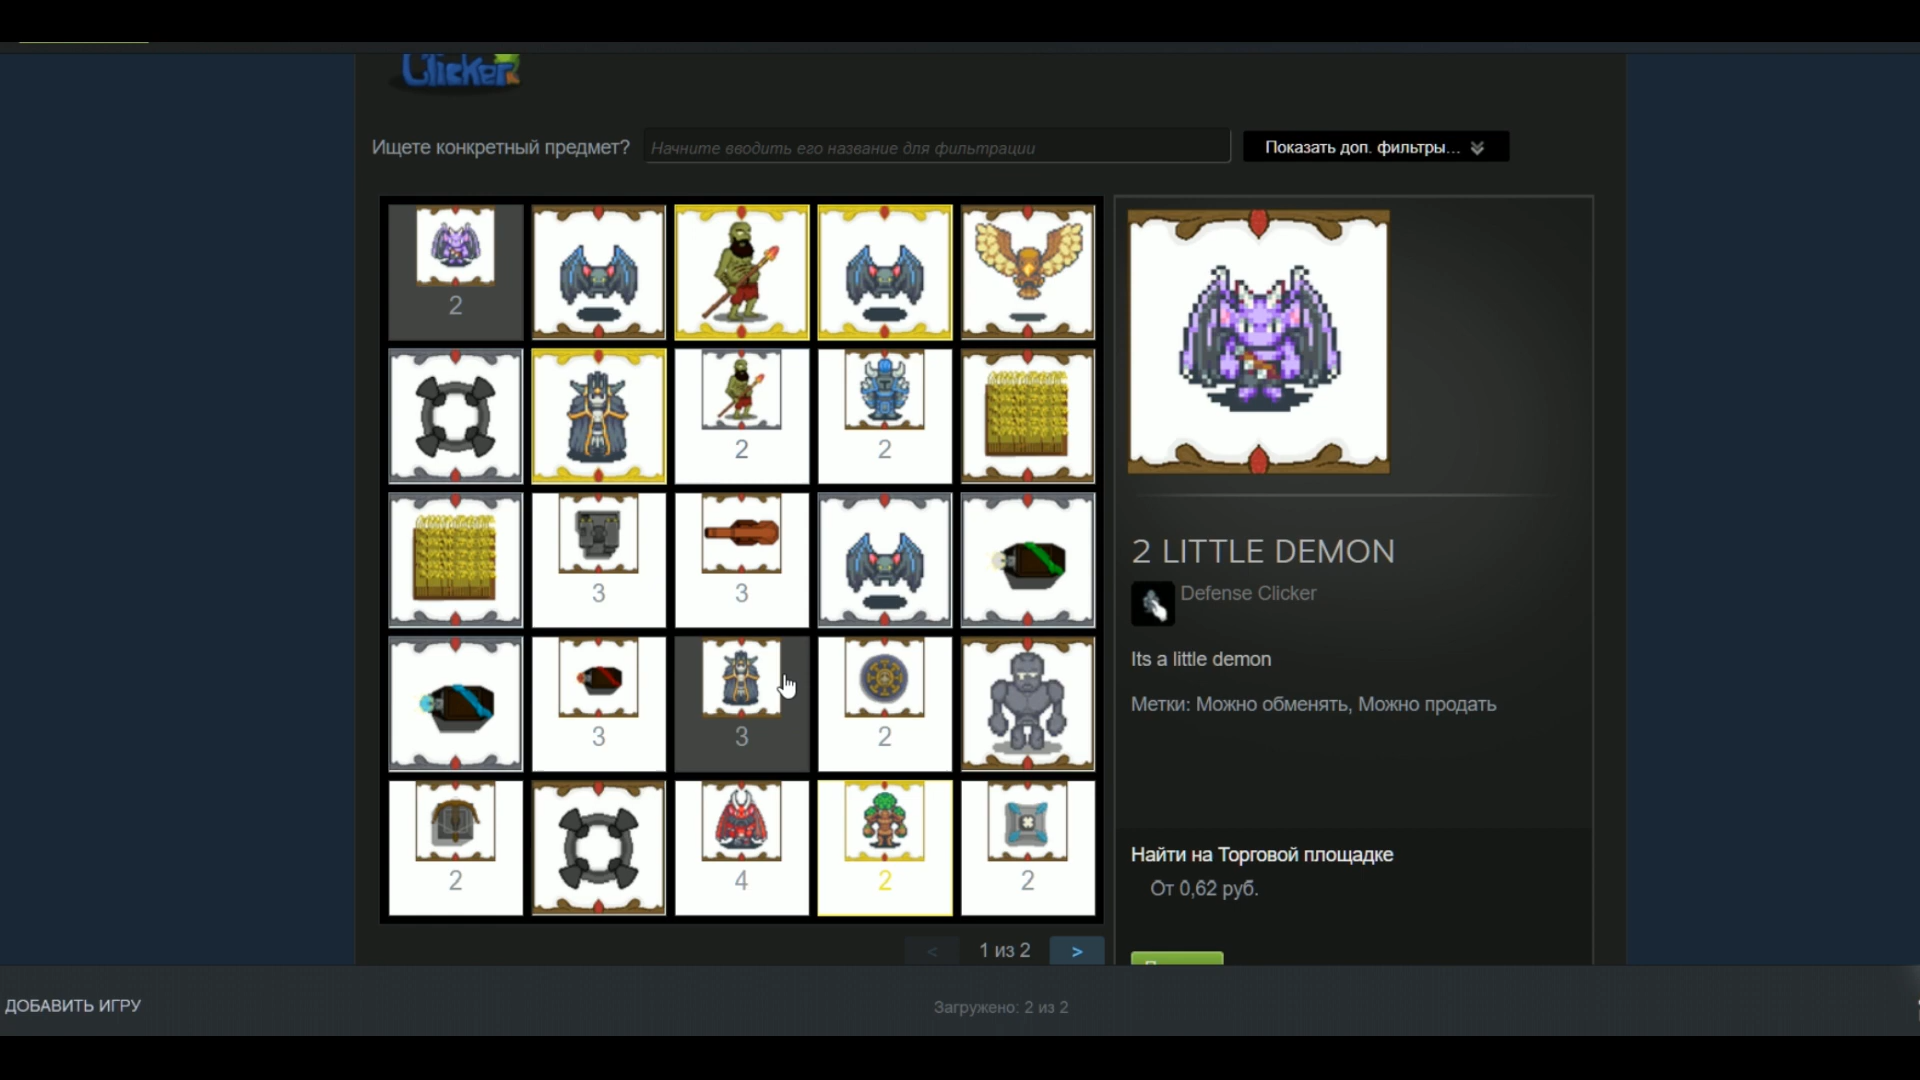 Clicker
Ищете конкретный предмет?
Начните вводить его название для фильтрации
Показать доп. фильтры...
2
2
2
3
3
3
3
2
2
4
2
2
< 1 из 2 >
2 LITTLE DEMON
Defense Clicker
Its a little demon
Метки: Можно обменять, Можно продать
Найти на Торговой площадке
От 0,62 руб.
ДОБАВИТЬ ИГРУ
Загружено: 2 из 2